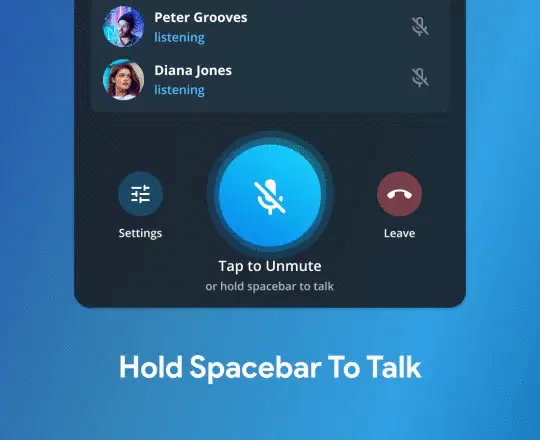 Peter Grooves
listening
Diana Jones
listening
Settings
Leave
Tap to Unmute
or hold spacebar to talk
Hold Spacebar To Talk